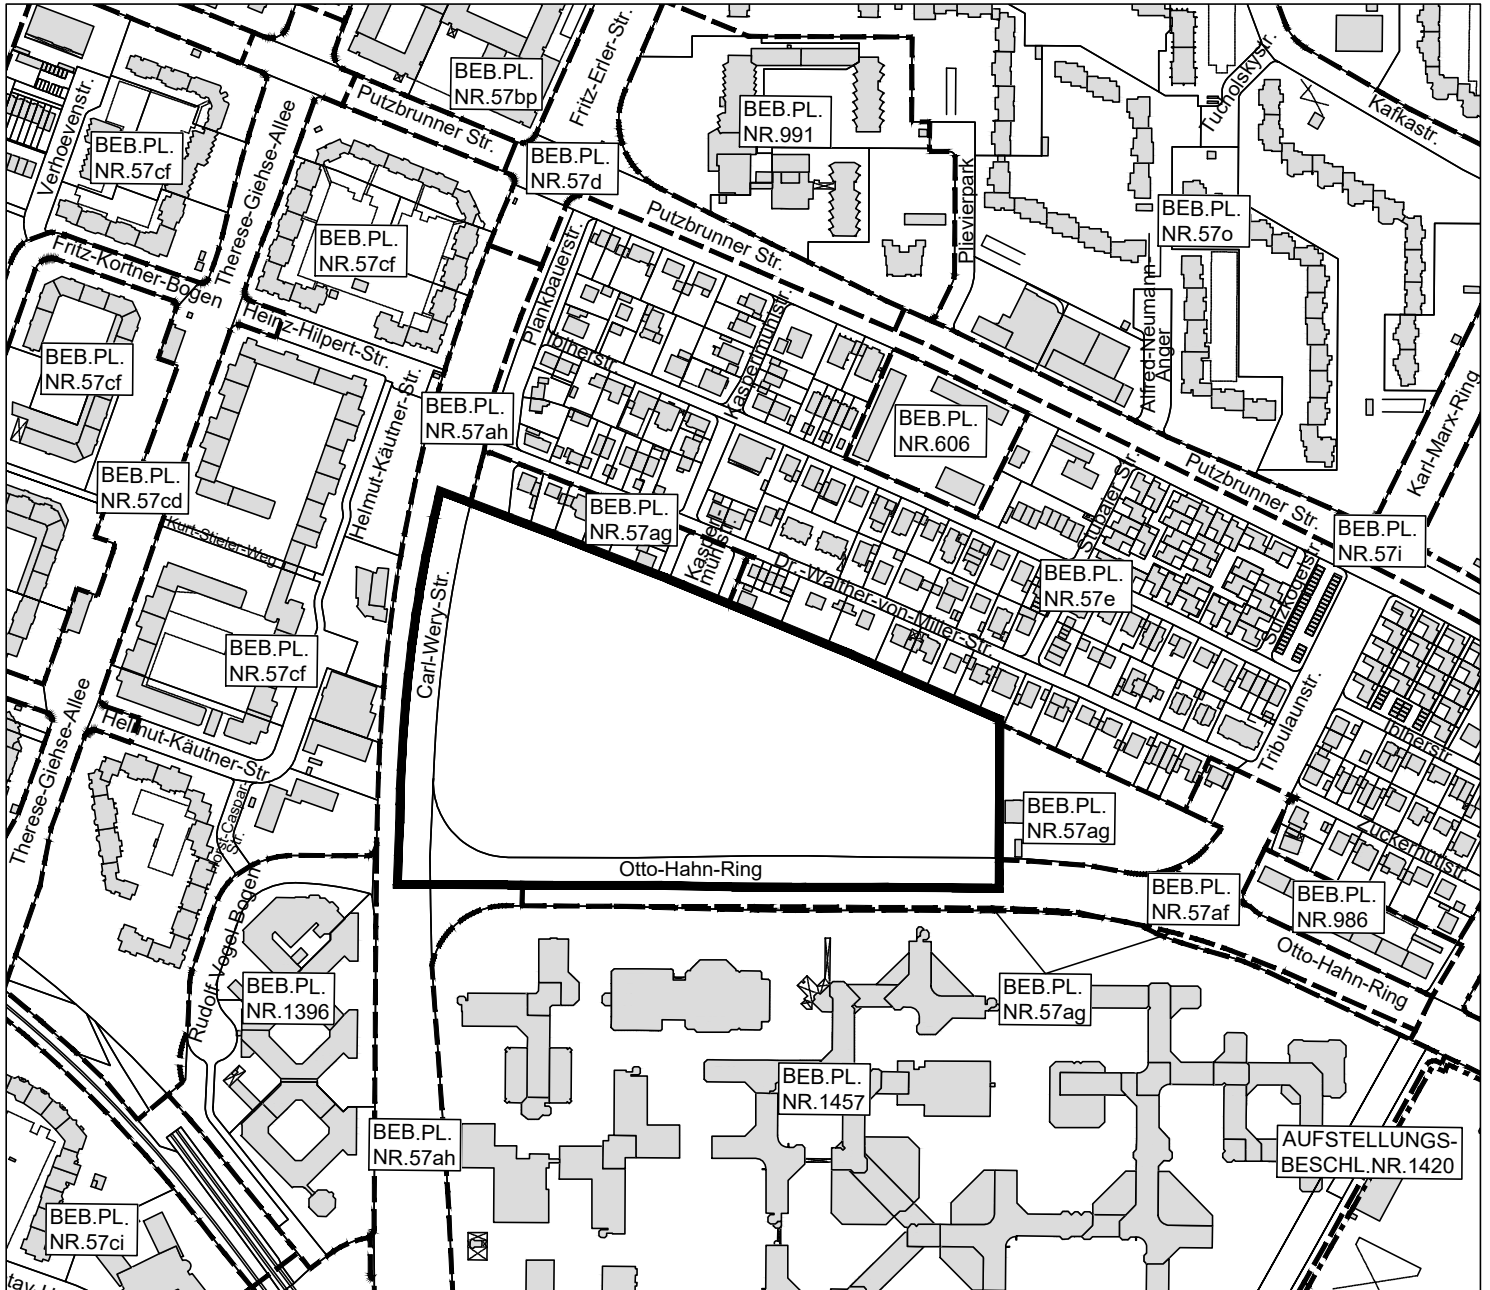 BEB.PL.
NR.57bp
Fritz-Erler-Str.
Tucholskystr.
Kafkastr.
Verhoevenstr.
BEB.PL.
NR.57cf
Therese-Giehse-Allee
Putzbrunner Str.
BEB.PL.
NR.991
BEB.PL.
NR.57d
Plievierpark
BEB.PL.
NR.57o
Fritz-Kortner-Bogen
BEB.PL.
NR.57cf
Plankbauerstr.
Putzbrunner Str.
Heinz-Hilpert-Str.
Iblherstr.
Kaspermühlstr.
Alfred-Neumann-
Anger
BEB.PL.
NR.57cf
Helmut-Käutner-Str.
BEB.PL.
NR.57ah
BEB.PL.
NR.606
Karl-Marx-Ring
BEB.PL.
NR.57cd
Kurt-Stieler-Weg
BEB.PL.
NR.57ag
Stubaier Str.
Putzbrunner Str.
BEB.PL.
NR.57i
Dr.-Walther-von-Miller-Str.
BEB.PL.
NR.57e
Sulzkogelstr.
Carl-Wery-Str.
BEB.PL.
NR.57cf
Therese-Giehse-Allee
Helmut-Käutner-Str
Tribulaunstr.
Iblherstr.
Horst-Caspar-
Str.
BEB.PL.
NR.57ag
Zuckerhütlstr.
Otto-Hahn-Ring
BEB.PL.
NR.57af
BEB.PL.
NR.986
Rudolf Vogel Bogen
BEB.PL.
NR.1396
BEB.PL.
NR.57ag
Otto-Hahn-Ring
BEB.PL.
NR.1457
BEB.PL.
NR.57ah
AUFSTELLUNGS-
BESCHL.NR.1420
BEB.PL.
NR.57ci